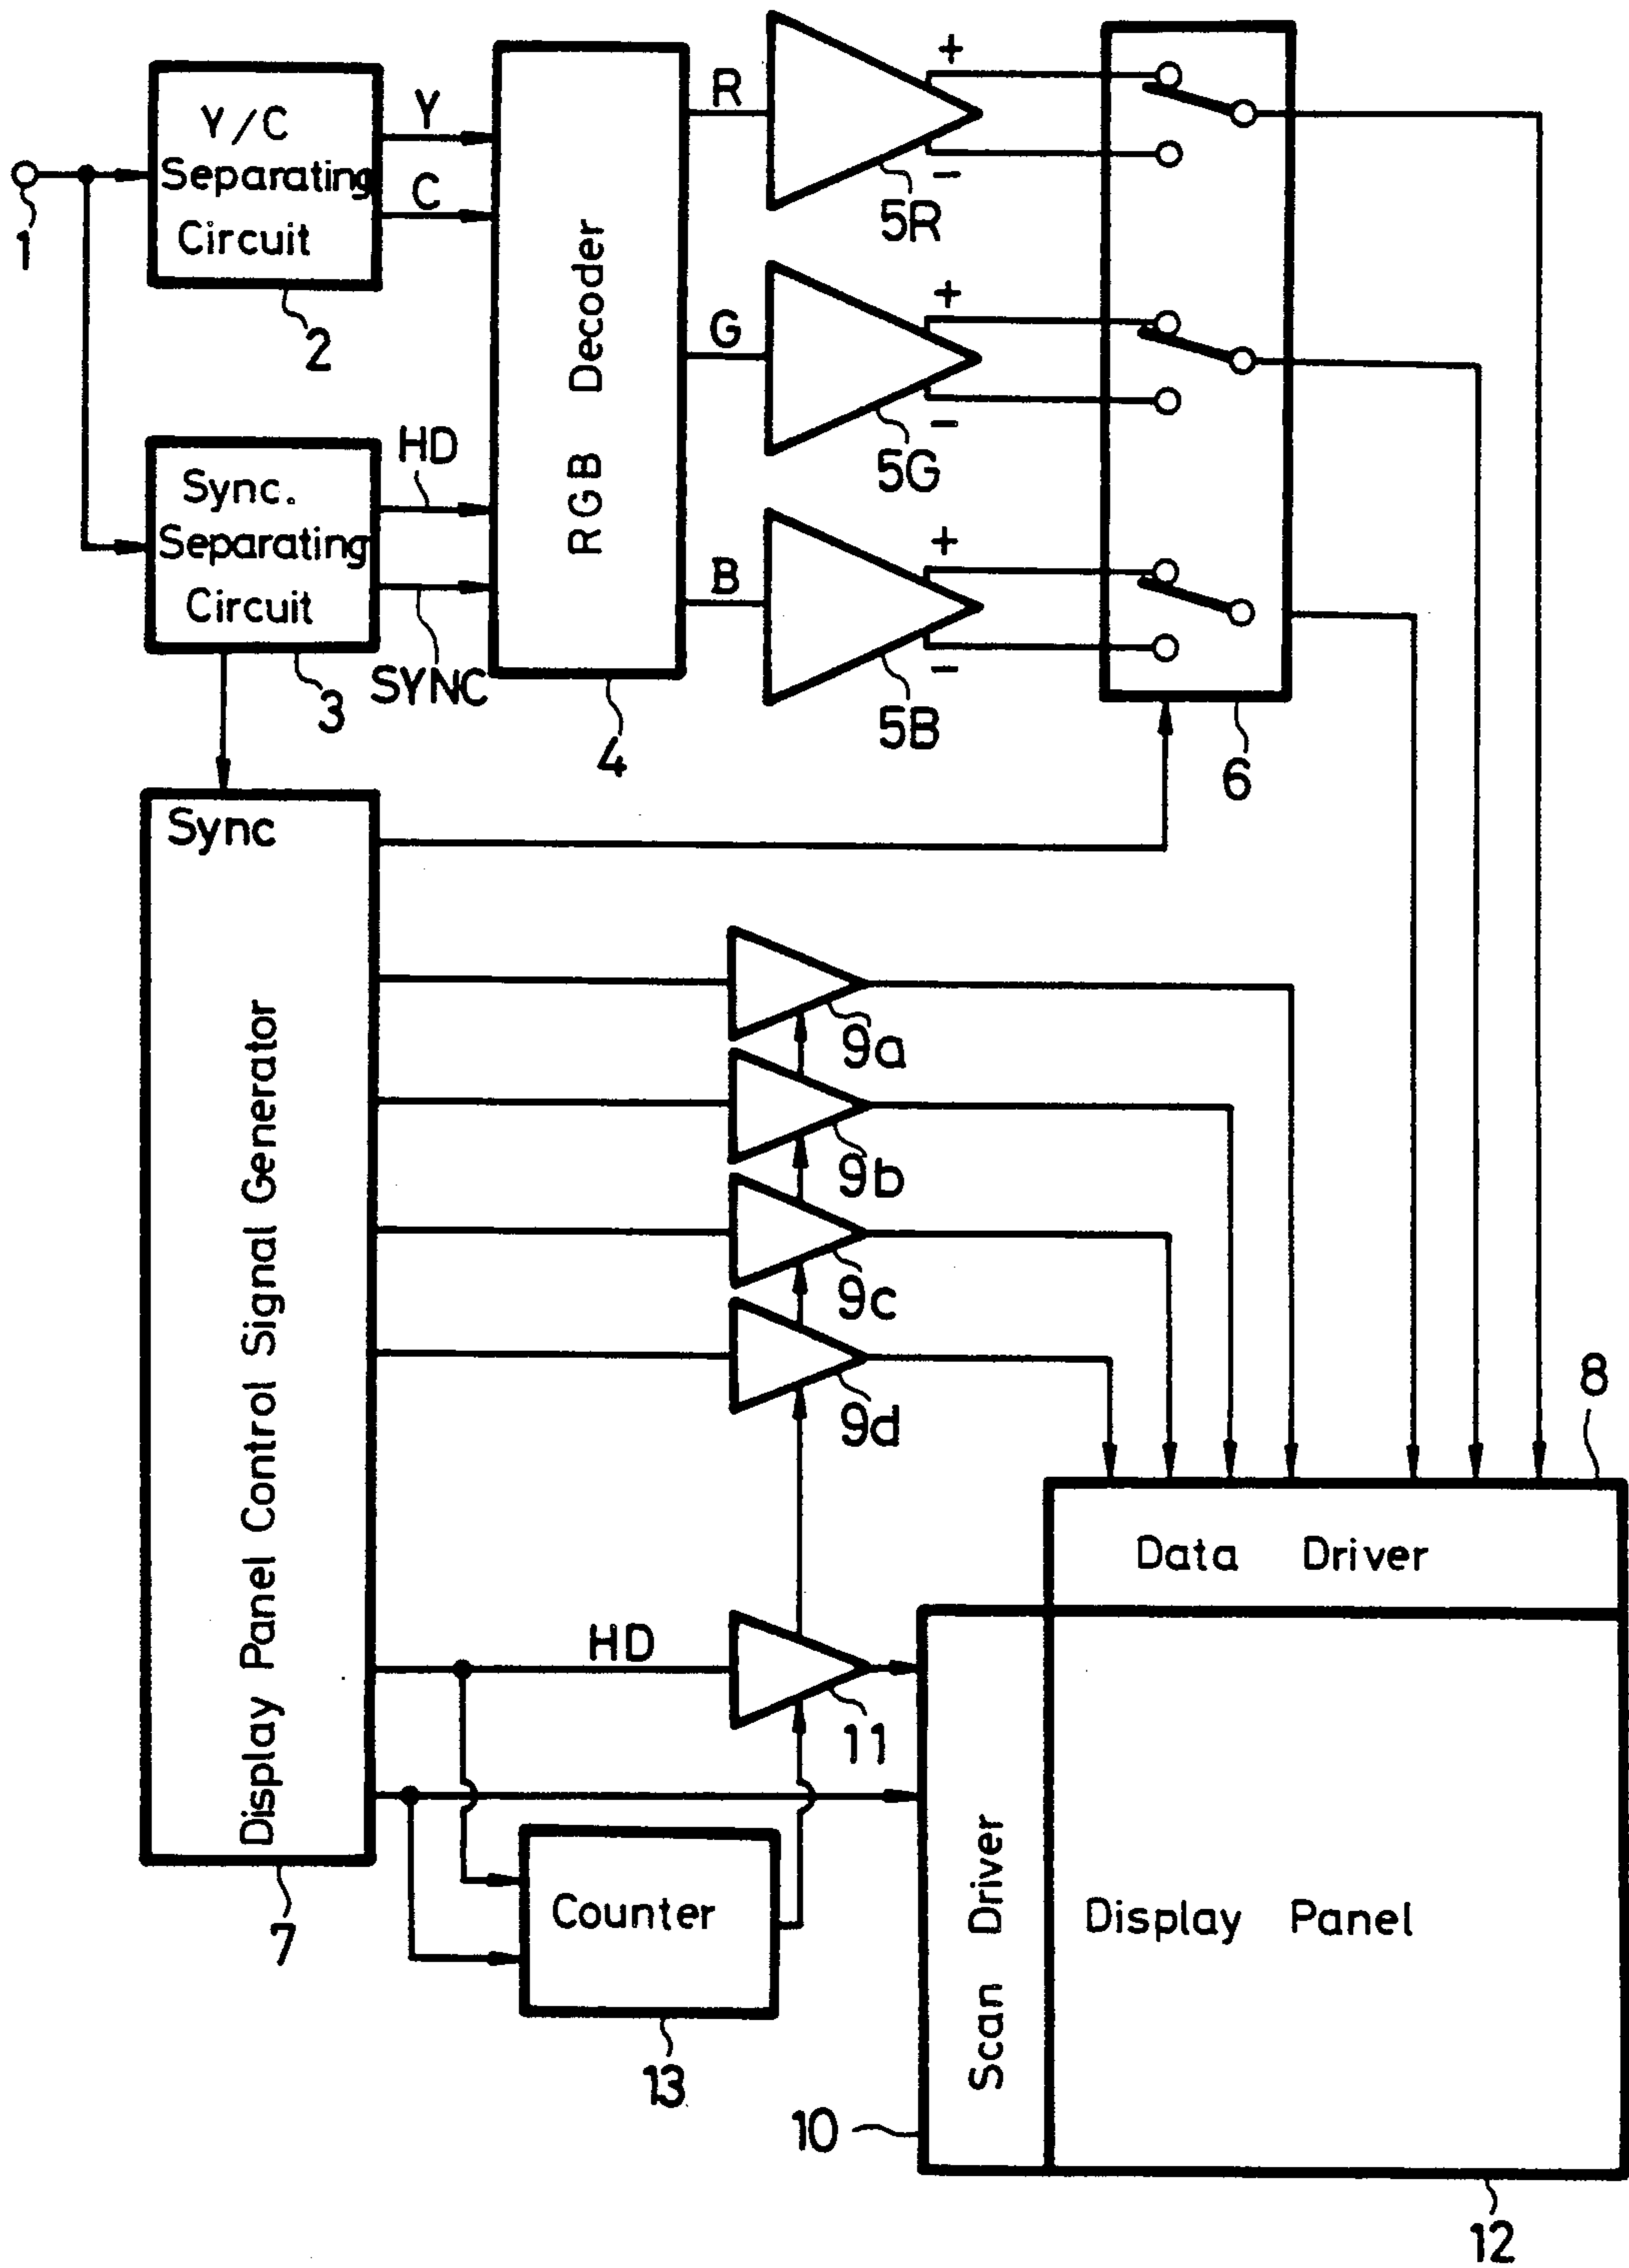 1
Y/C
Separating
Circuit
2
Y
C
Sync.
Separating
Circuit
3
HD
SYNC
RGB Decoder
4
R
G
B
+
−
5R
+
−
5G
+
−
5B
6
Sync
Display Panel Control Signal Generator
7
9a
9b
9c
9d
8
Data Driver
HD
11
Counter
13
Scan Driver
10
Display Panel
12